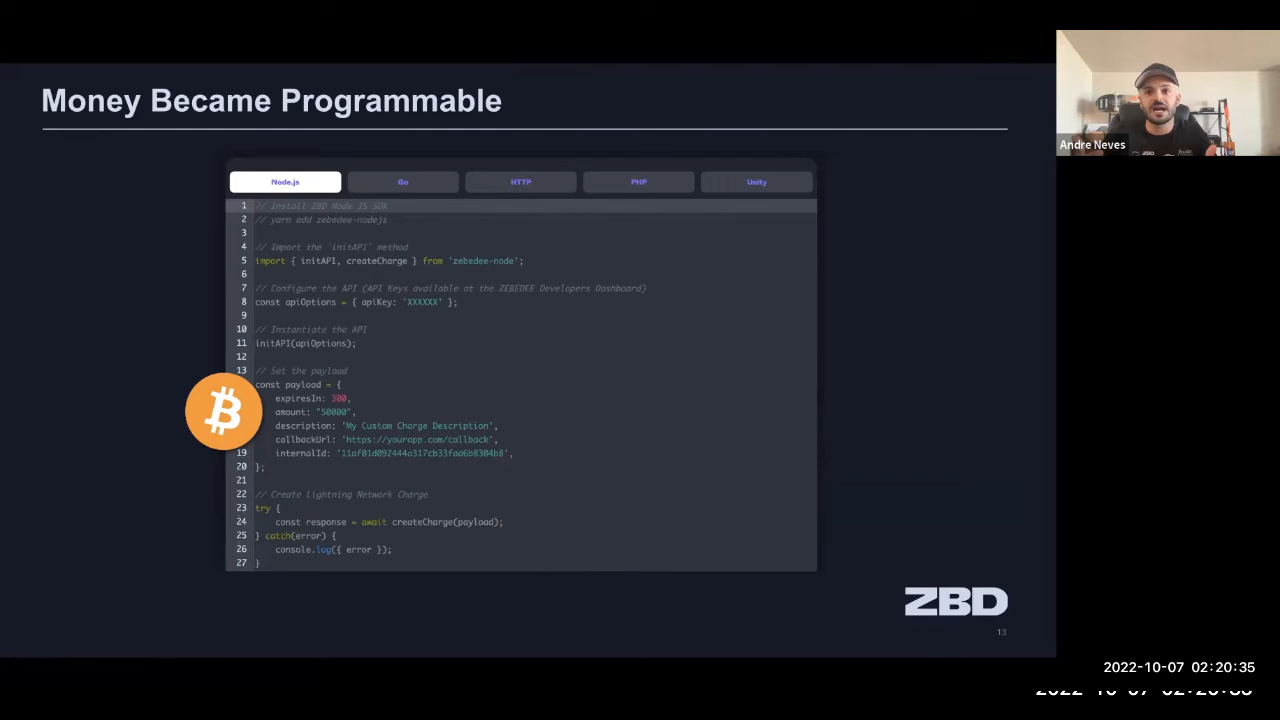 Money Became Programmable
Andre Neves
Node.js
Go
HTTP
PHP
Unity
1 // Install ZBD Node JS SDK
2 // yarn add zebedee-nodejs
3
4 // Import the `initAPI` method
5 import { initAPI, createCharge } from 'zebedee-node';
6
7 // Configure the API (API Keys available at the ZEBEDEE Developers Dashboard)
8 const apiOptions = { apiKey: 'XXXXXX' };
9
10 // Instantiate the API
11 initAPI(apiOptions);
12
13 // Set the payload
const payload = {
expiresIn: 300,
amount: "50000",
description: 'My Custom Charge Description',
callbackUrl: 'https://yourapp.com/callback',
19 internalId: '11af01d092444a317cb33faa6b8304b8',
20 };
21
22 // Create lightning Network Charge
23 try {
24 const response = await createCharge(payload);
25 } catch(error) {
26 console.log({ error });
27 }
ZBD
13
2022-10-07 02:20:35
2022-10-07 02:20:35